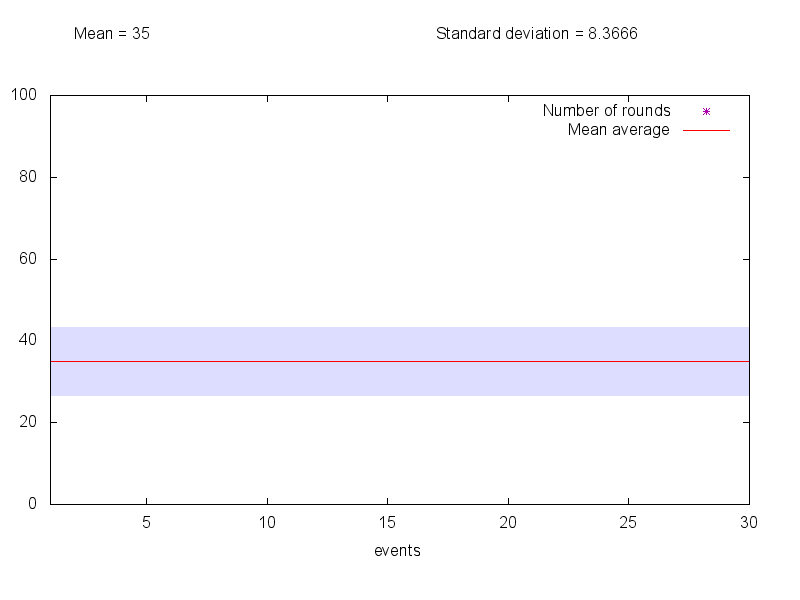 Mean = 35
Standard deviation = 8.3666
100
Number of rounds
Mean average
80
60
40
20
0
5 10 15 20 25 30
events